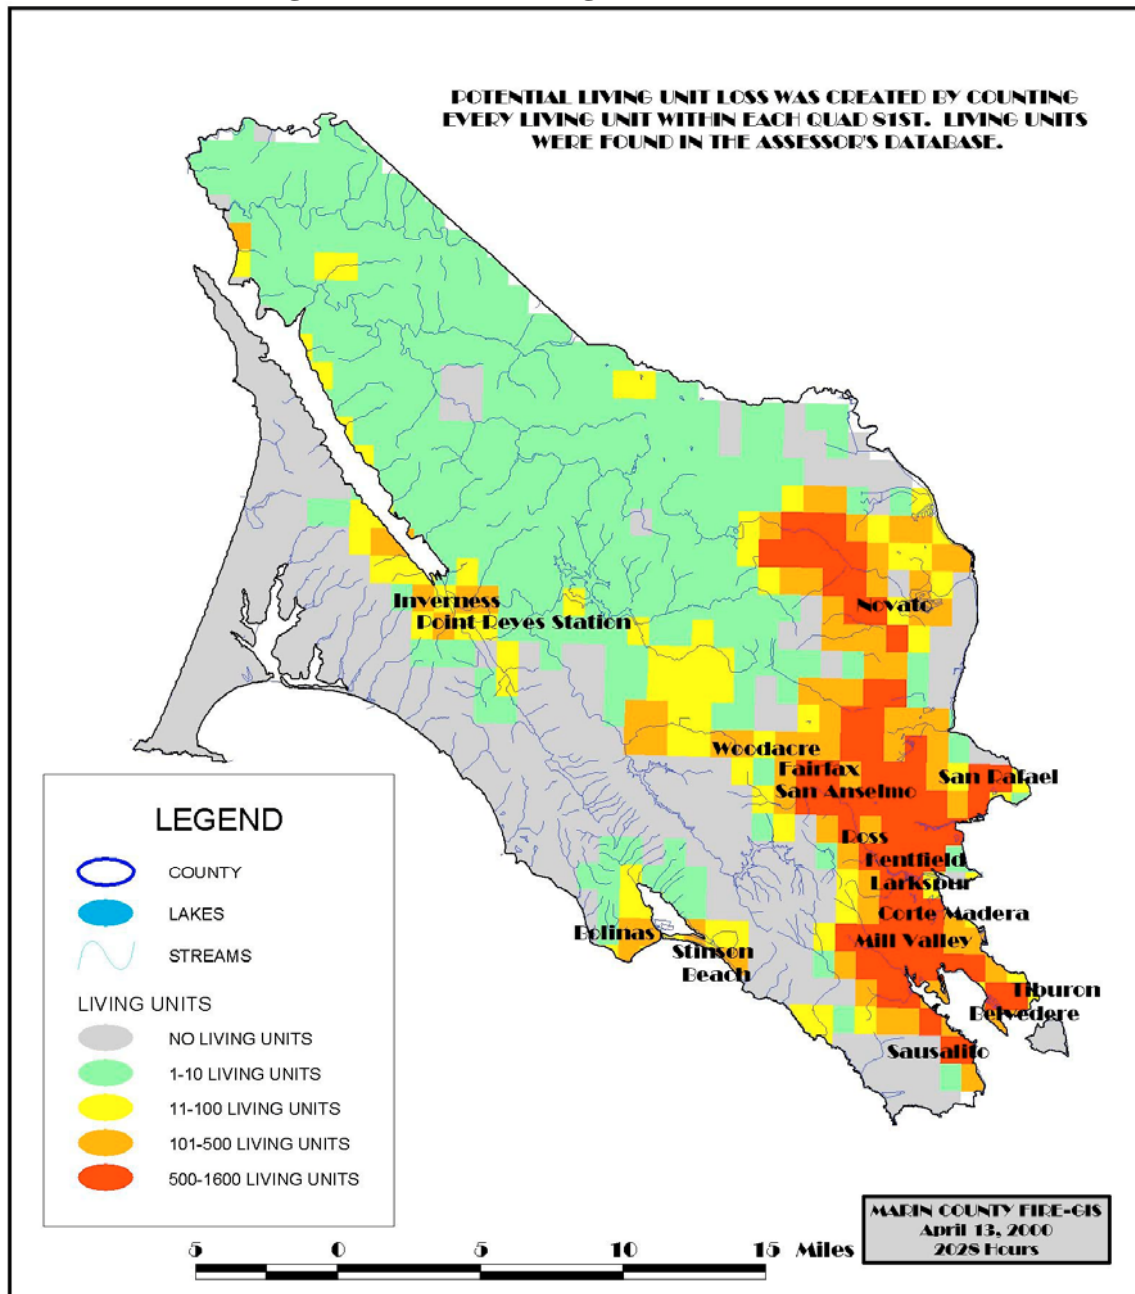 POTENTIAL LIVING UNIT LOSS WAS CREATED BY COUNTING
EVERY LIVING UNIT WITHIN EACH QUAD 81ST. LIVING UNITS
WERE FOUND IN THE ASSESSOR'S DATABASE.
Inverness
Point Reyes Station
Novato
Woodacre
Fairfax
San Rafael
San Anselmo
Ross
Kentfield
Larkspur
Corte Madera
Bolinas
Mill Valley
Stinson
Beach
Tiburon
Belvedere
Sausalito
LEGEND
COUNTY
LAKES
STREAMS
LIVING UNITS
NO LIVING UNITS
1-10 LIVING UNITS
11-100 LIVING UNITS
101-500 LIVING UNITS
500-1600 LIVING UNITS
MARIN COUNTY FIRE-GIS
April 13, 2000
2028 Hours
5 0 5 10 15 Miles